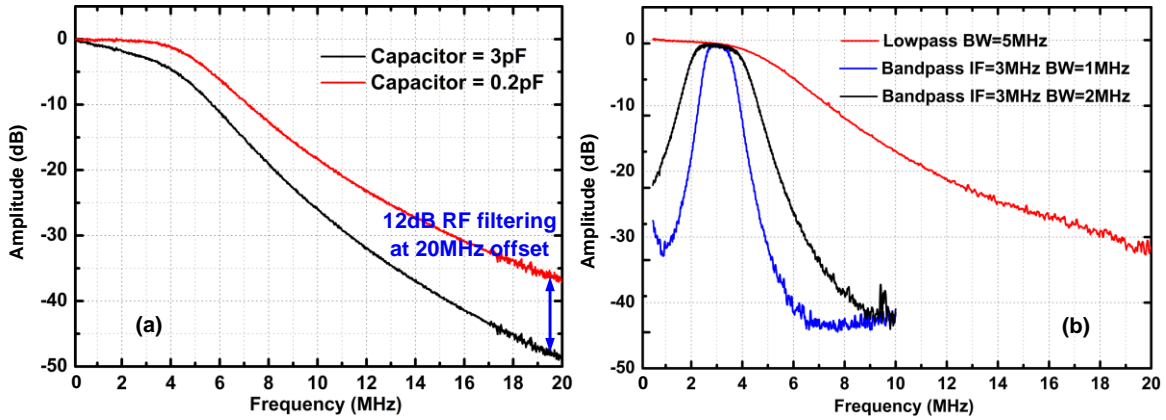 0
-10
-20
-30
-40
-50
Amplitude (dB)
Capacitor = 3pF
Capacitor = 0.2pF
12dB RF filtering
at 20MHz offset
(a)
0 2 4 6 8 10 12 14 16 18 20
Frequency (MHz)
0
-10
-20
-30
-40
-50
Amplitude (dB)
Lowpass BW=5MHz
Bandpass IF=3MHz BW=1MHz
Bandpass IF=3MHz BW=2MHz
(b)
0 2 4 6 8 10 12 14 16 18 20
Frequency (MHz)